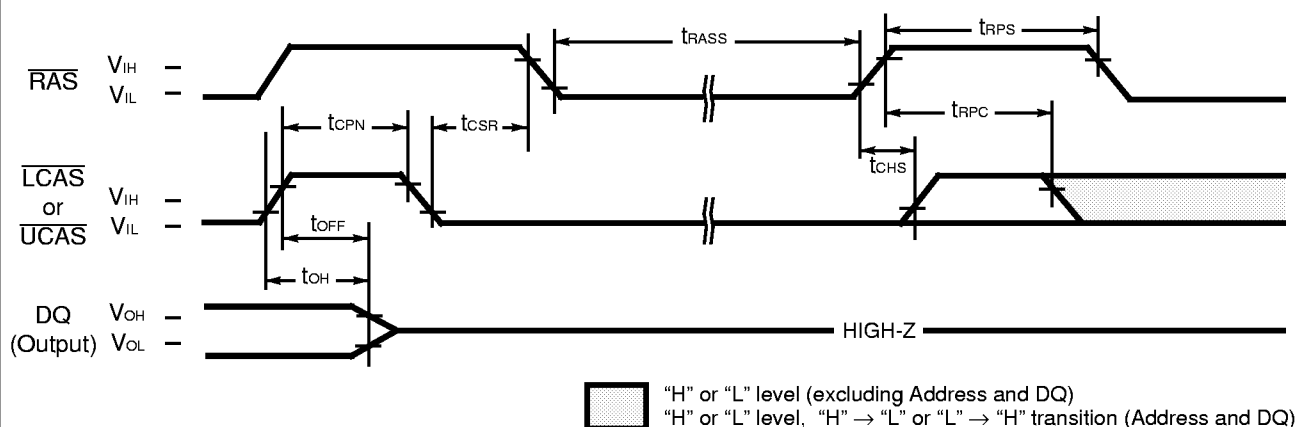 tRASS
tRPS
RAS
VIH
VIL
tCPN
tCSR
tRPC
tCHS
LCAS
or
UCAS
VIH
VIL
tOFF
tOH
DQ
(Output)
VOH
VOL
HIGH-Z
“H” or “L” level (excluding Address and DQ)
“H” or “L” level, “H” → “L” or “L” → “H” transition (Address and DQ)